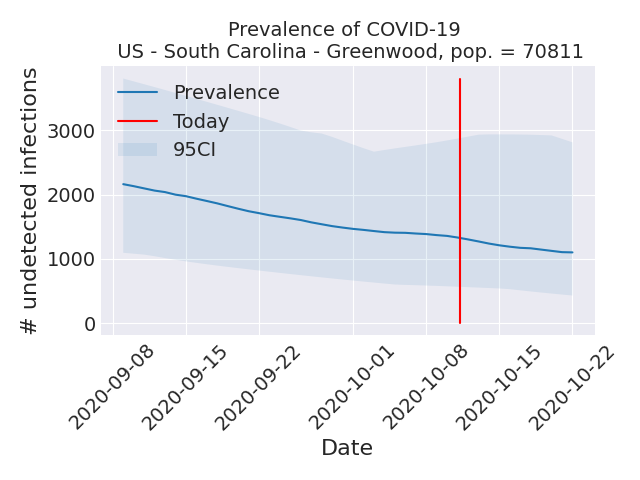 Prevalence of COVID-19
US - South Carolina - Greenwood, pop. = 70811
# undetected infections
3000
2000
1000
0
Prevalence
Today
95CI
2020-09-08
2020-09-15
2020-09-22
2020-10-01
2020-10-08
2020-10-15
2020-10-22
Date